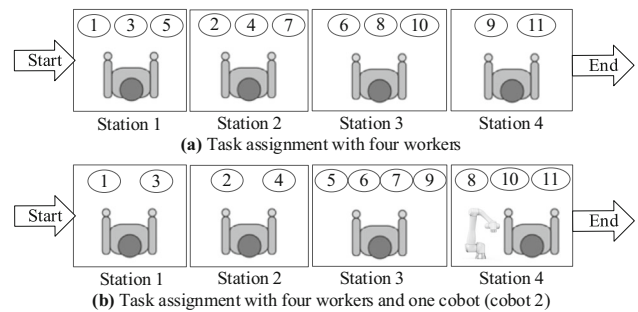 1 3 5 2 4 7 6 8 10 9 11
Start End
Station 1 Station 2 Station 3 Station 4
(a) Task assignment with four workers
1 3 2 4 5 6 7 9 8 10 11
Start End
Station 1 Station 2 Station 3 Station 4
(b) Task assignment with four workers and one cobot (cobot 2)